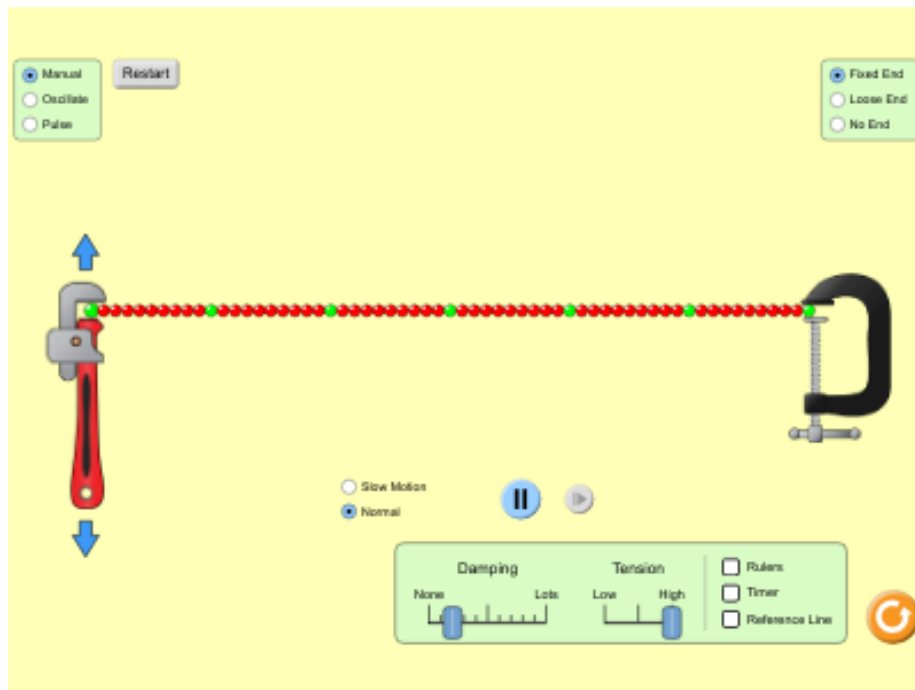 Manual
Oscillate
Pulse
Restart
Fixed End
Loose End
No End
Slow Motion
Normal
Damping
None
Lots
Tension
Low
High
Rulers
Timer
Reference Line